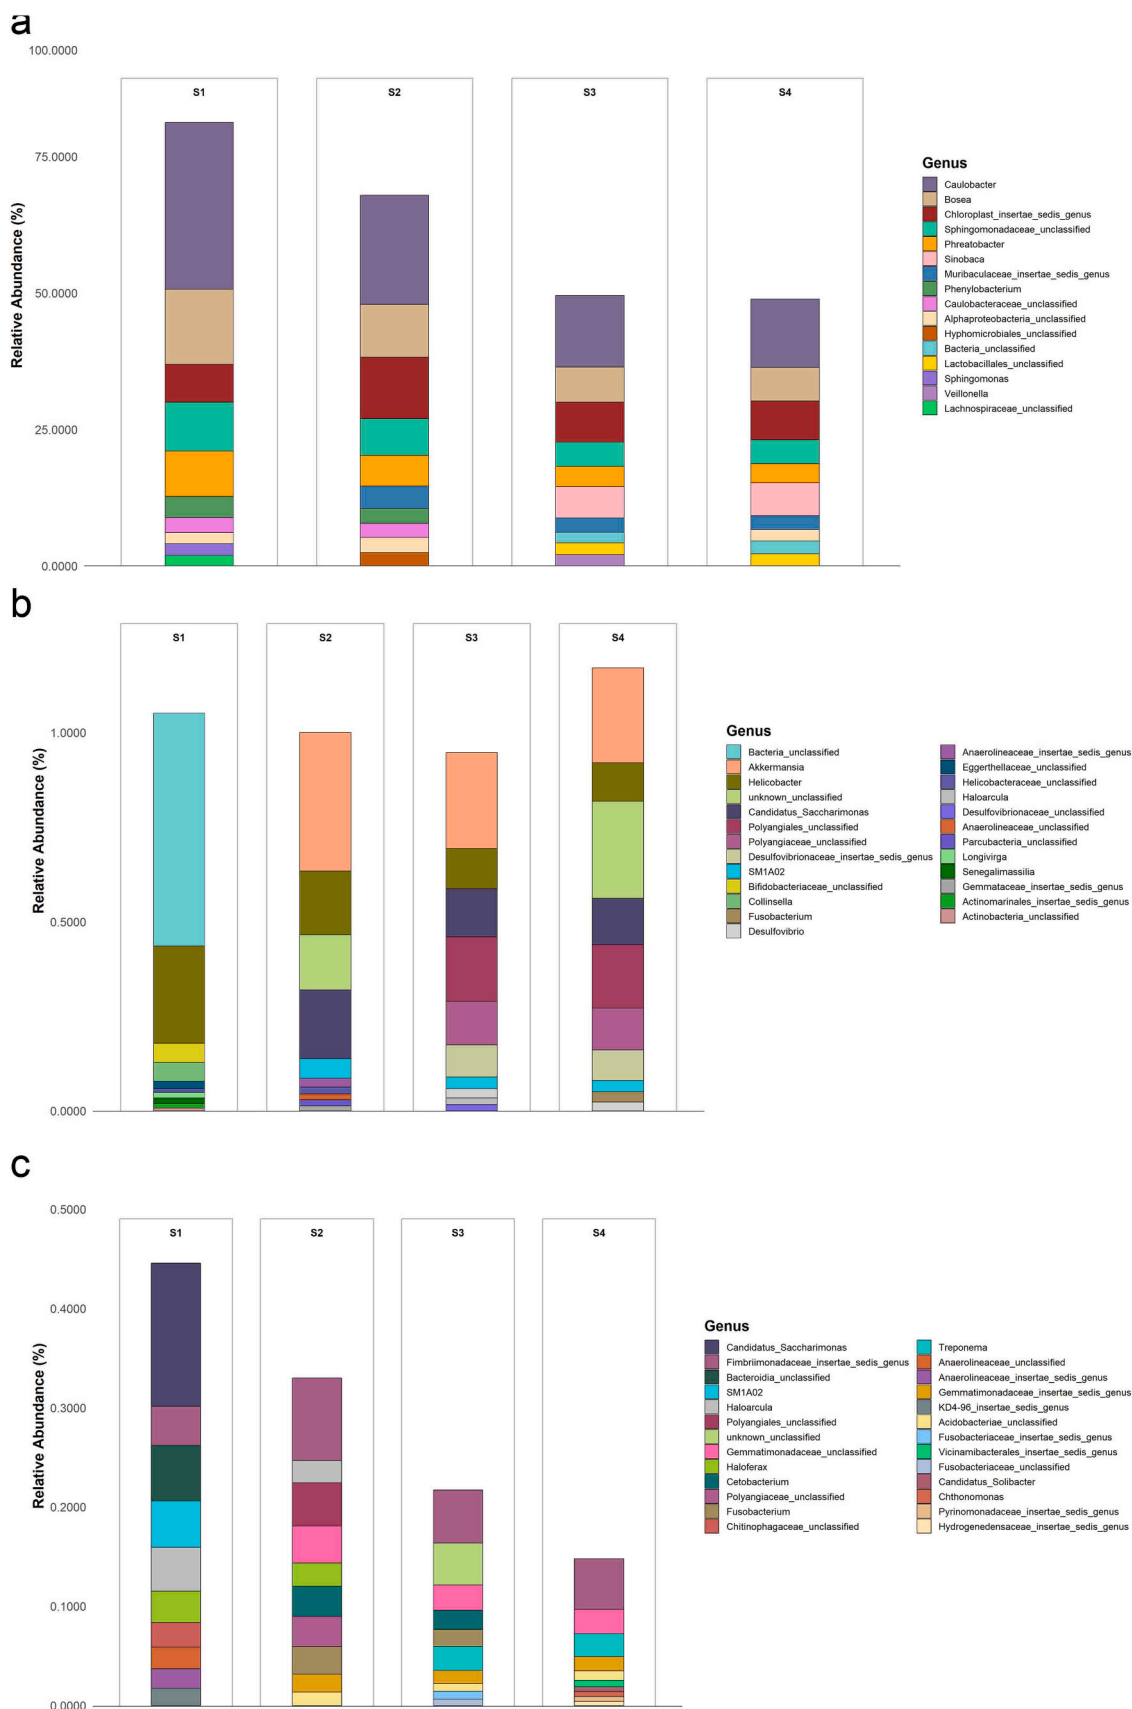 a
100.0000
S1
S2
S3
S4
75.0000
50.0000
25.0000
0.0000
Relative Abundance (%)
Genus
Caulobacter
Bosea
Chloroplast_insertae_sedis_genus
Sphingomonadaceae_unclassified
Phreatobacter
Sinobaca
Muribaculaceae_insertae_sedis_genus
Phenylobacterium
Caulobacteraceae_unclassified
Alphaproteobacteria_unclassified
Hyphomicrobiales_unclassified
Bacteria_unclassified
Lactobacillales_unclassified
Sphingomonas
Veillonella
Lachnospiraceae_unclassified
b
S1
S2
S3
S4
1.0000
0.5000
0.0000
Relative Abundance (%)
Genus
Bacteria_unclassified
Akkermansia
Helicobacter
unknown_unclassified
Candidatus_Saccharimonas
Polyangiales_unclassified
Polyangiaceae_unclassified
Desulfovibrionaceae_insertae_sedis_genus
SM1A02
Bifidobacteriaceae_unclassified
Collinsella
Fusobacterium
Desulfovibrio
Anaerolineaceae_insertae_sedis_genus
Eggerthellaceae_unclassified
Helicobacteraceae_unclassified
Haloarcula
Desulfovibrionaceae_unclassified
Anaerolineaceae_unclassified
Parcubacteria_unclassified
Longivirga
Senegalimassilia
Gemmataceae_insertae_sedis_genus
Actinomarinales_insertae_sedis_genus
Actinobacteria_unclassified
c
0.5000
S1
S2
S3
S4
0.4000
0.3000
0.2000
0.1000
0.0000
Relative Abundance (%)
Genus
Candidatus_Saccharimonas
Fimbriimonadaceae_insertae_sedis_genus
Bacteroidia_unclassified
SM1A02
Haloarcula
Polyangiales_unclassified
unknown_unclassified
Gemmatimonadaceae_unclassified
Haloferax
Cetobacterium
Polyangiaceae_unclassified
Fusobacterium
Chitinophagaceae_unclassified
Treponema
Anaerolineaceae_unclassified
Anaerolineaceae_insertae_sedis_genus
Gemmatimonadaceae_insertae_sedis_genus
KD4-96_insertae_sedis_genus
Acidobacteriae_unclassified
Fusobacteriaceae_insertae_sedis_genus
Vicinamibacterales_insertae_sedis_genus
Fusobacteriaceae_unclassified
Candidatus_Solibacter
Chthonomonas
Pyrinomonadaceae_insertae_sedis_genus
Hydrogenedensaceae_insertae_sedis_genus